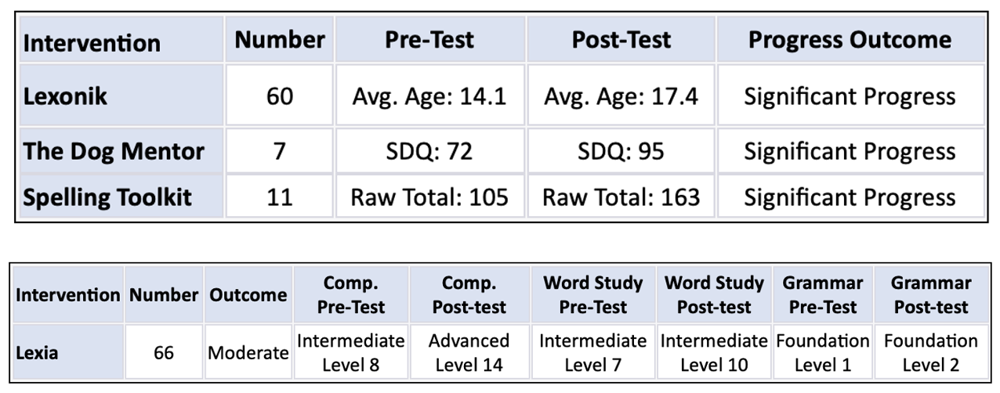 Intervention Number Pre-Test Post-Test Progress Outcome
Lexonik 60 Avg. Age: 14.1 Avg. Age: 17.4 Significant Progress
The Dog Mentor 7 SDQ: 72 SDQ: 95 Significant Progress
Spelling Toolkit 11 Raw Total: 105 Raw Total: 163 Significant Progress
Intervention Number Outcome Comp. Pre-Test Comp. Post-test Word Study Pre-Test Word Study Post-test Grammar Pre-Test Grammar Post-test
Lexia 66 Moderate Intermediate Level 8 Advanced Level 14 Intermediate Level 7 Intermediate Level 10 Foundation Level 1 Foundation Level 2